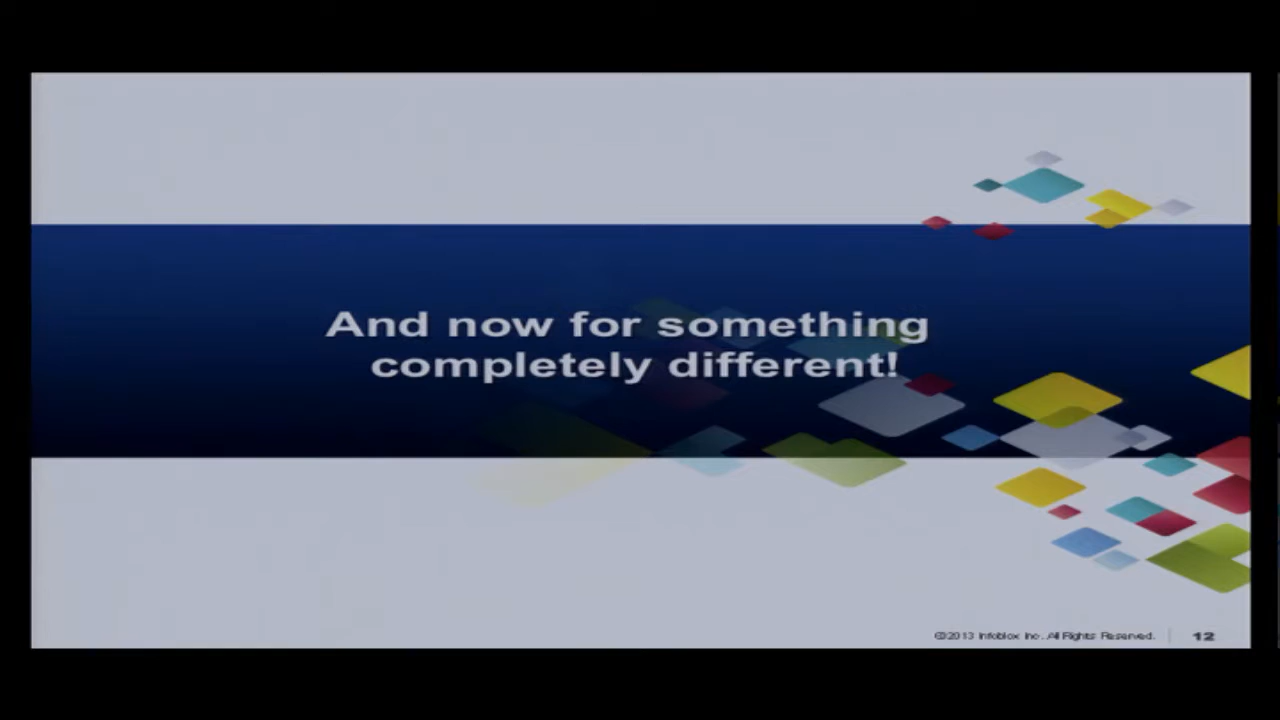 And now for something
completely different!
©2013 Infoblox Inc. All Rights Reserved.
12